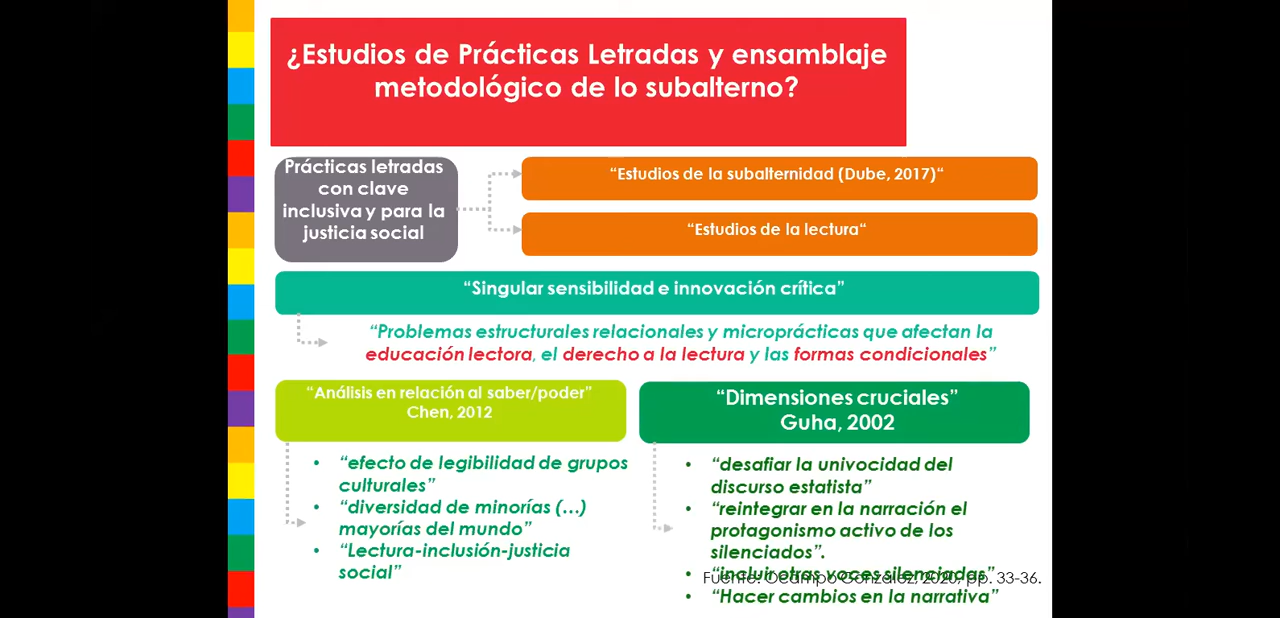 ¿Estudios de Prácticas Letradas y ensamblaje
metodológico de lo subalterno?
Prácticas letradas
con clave
inclusiva y para la
justicia social
“Estudios de la subalternidad (Dube, 2017)“
“Estudios de la lectura“
“Singular sensibilidad e innovación crítica”
“Problemas estructurales relacionales y microprácticas que afectan la
educación lectora, el derecho a la lectura y las formas condicionales”
“Análisis en relación al saber/poder”
Chen, 2012
• “efecto de legibilidad de grupos
culturales”
• “diversidad de minorías (...)
mayorías del mundo”
• “Lectura-inclusión-justicia
social”
“Dimensiones cruciales”
Guha, 2002
• “desafiar la univocidad del
discurso estatista”
• “reintegrar en la narración el
protagonismo activo de los
silenciados”.
• “incluir otras voces silenciadas”
• “Hacer cambios en la narrativa”
Fuente: Ocampo González, 2020, pp. 33-36.